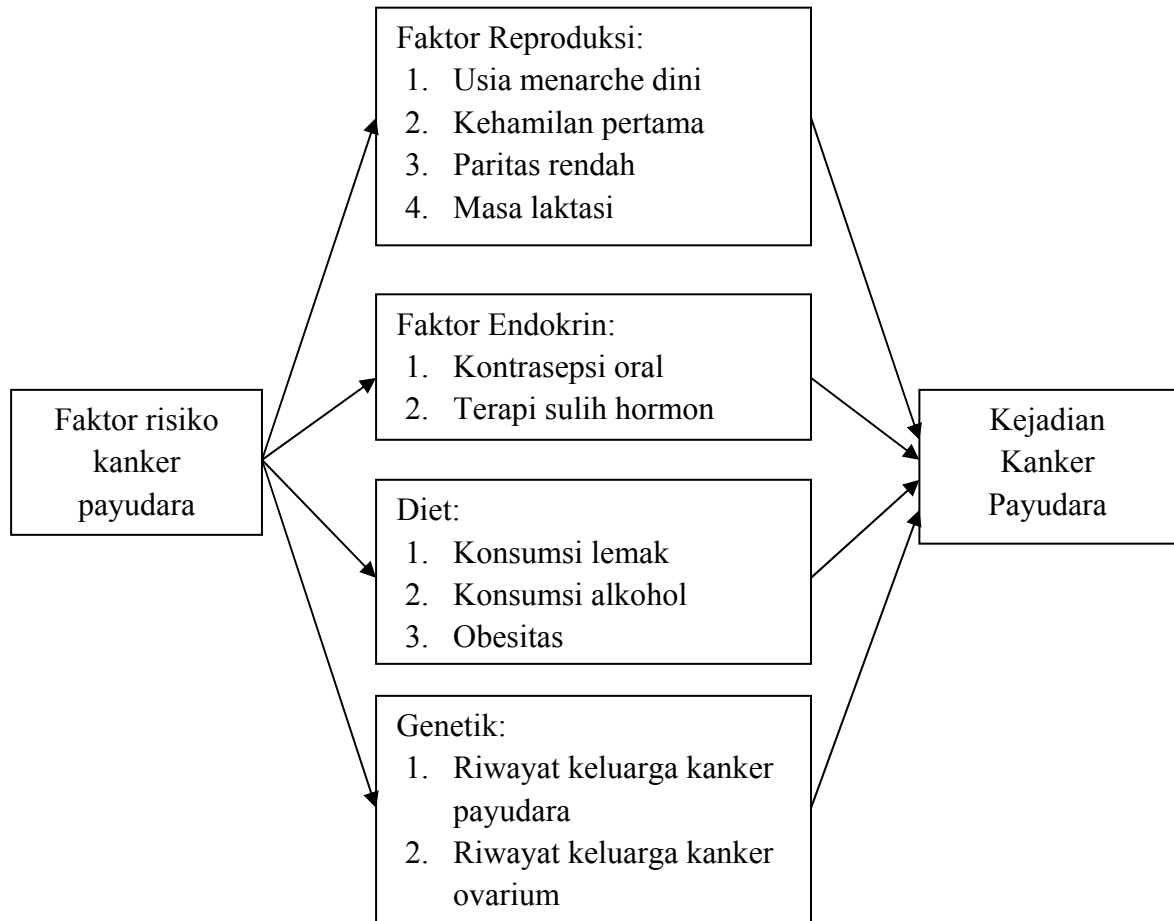 Faktor Reproduksi:
1. Usia menarche dini
2. Kehamilan pertama
3. Paritas rendah
4. Masa laktasi
Faktor Endokrin:
1. Kontrasepsi oral
2. Terapi sulih hormon
Faktor risiko
kanker
payudara
Kejadian
Kanker
Payudara
Diet:
1. Konsumsi lemak
2. Konsumsi alkohol
3. Obesitas
Genetik:
1. Riwayat keluarga kanker
payudara
2. Riwayat keluarga kanker
ovarium